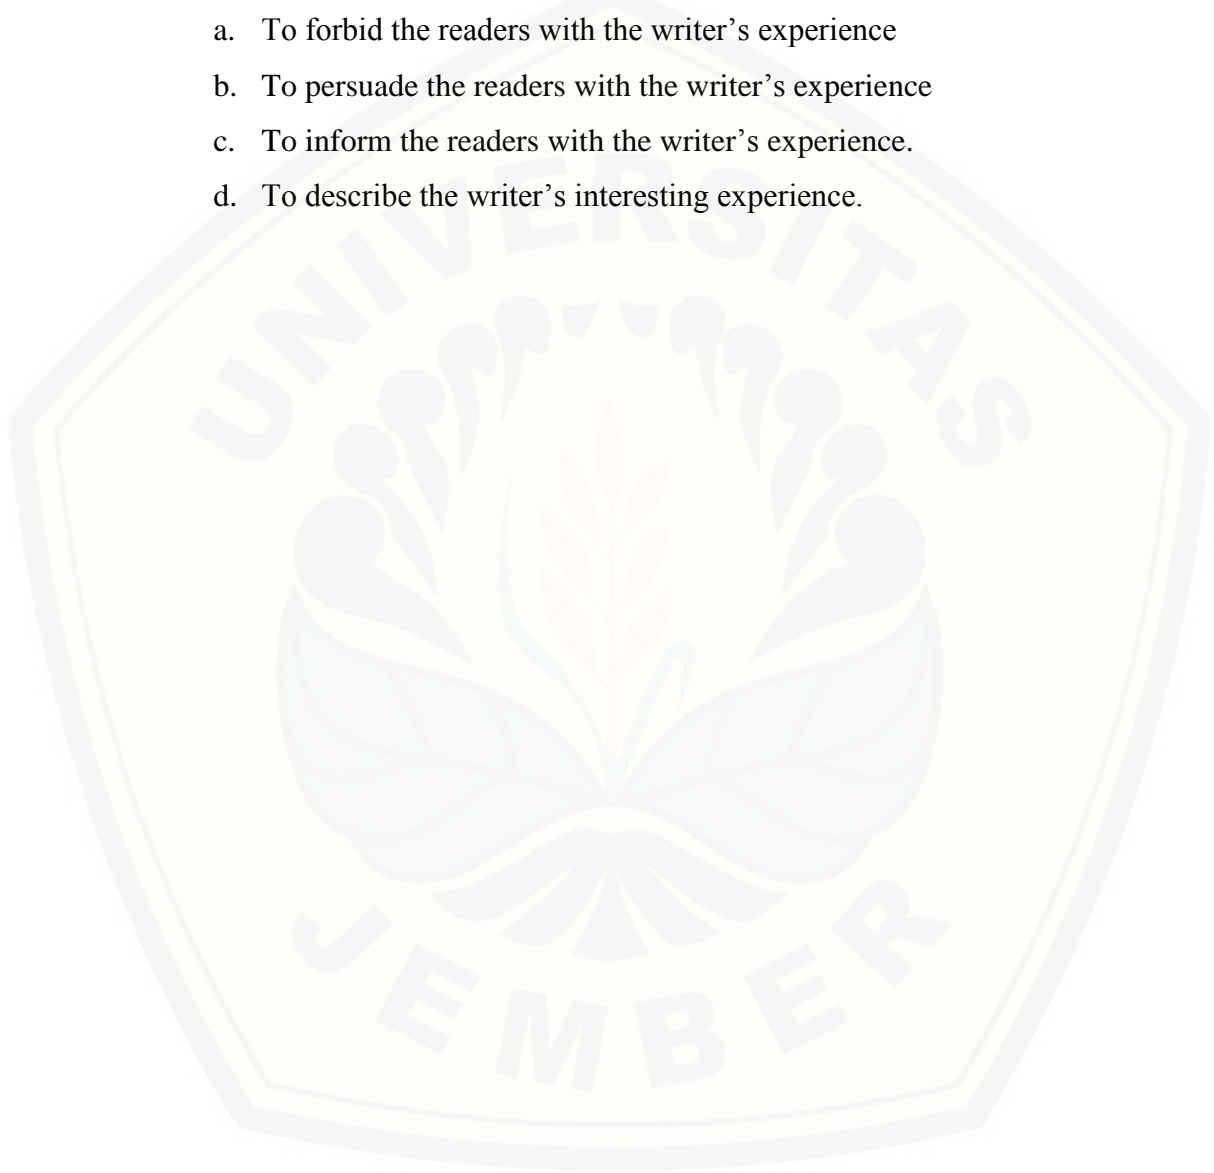 a. To forbid the readers with the writer’s experience
b. To persuade the readers with the writer’s experience
c. To inform the readers with the writer’s experience.
d. To describe the writer’s interesting experience.
UNIVERSITAS
JEMBER